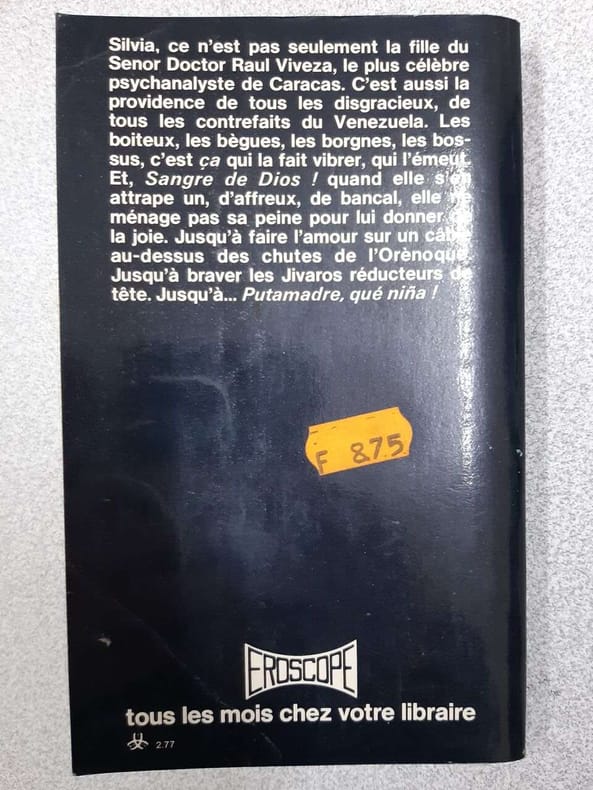 Silvia, ce n'est pas seulement la fille du
Senor Doctor Raul Viveza, le plus célèbre
psychanalyste de Caracas. C'est aussi la
providence de tous les disgracieux, de
tous les contrefaits du Venezuela. Les
boiteux, les bègues, les borgnes, les bos-
sus, c'est ça qui la fait vibrer, qui l'émeut.
Et, Sangre de Dios ! quand elle s'en
attrape un, d'affreux, de bancal, elle ne
ménage pas sa peine pour lui donner de
la joie. Jusqu'à faire l'amour sur un câble
au-dessus des chutes de l'Orènoque.
Jusqu'à braver les Jivaros réducteurs de
tête. Jusqu'à... Putamadre, qué niña !
F 875
EROSCOPE
tous les mois chez votre libraire
2.77